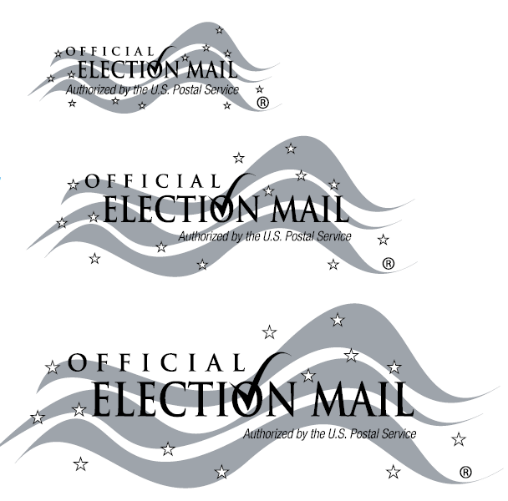 OFFICIAL
ELECTION MAIL
Authorized by the U.S. Postal Service
®
OFFICIAL
ELECTION MAIL
Authorized by the U.S. Postal Service
®
OFFICIAL
ELECTION MAIL
Authorized by the U.S. Postal Service
®